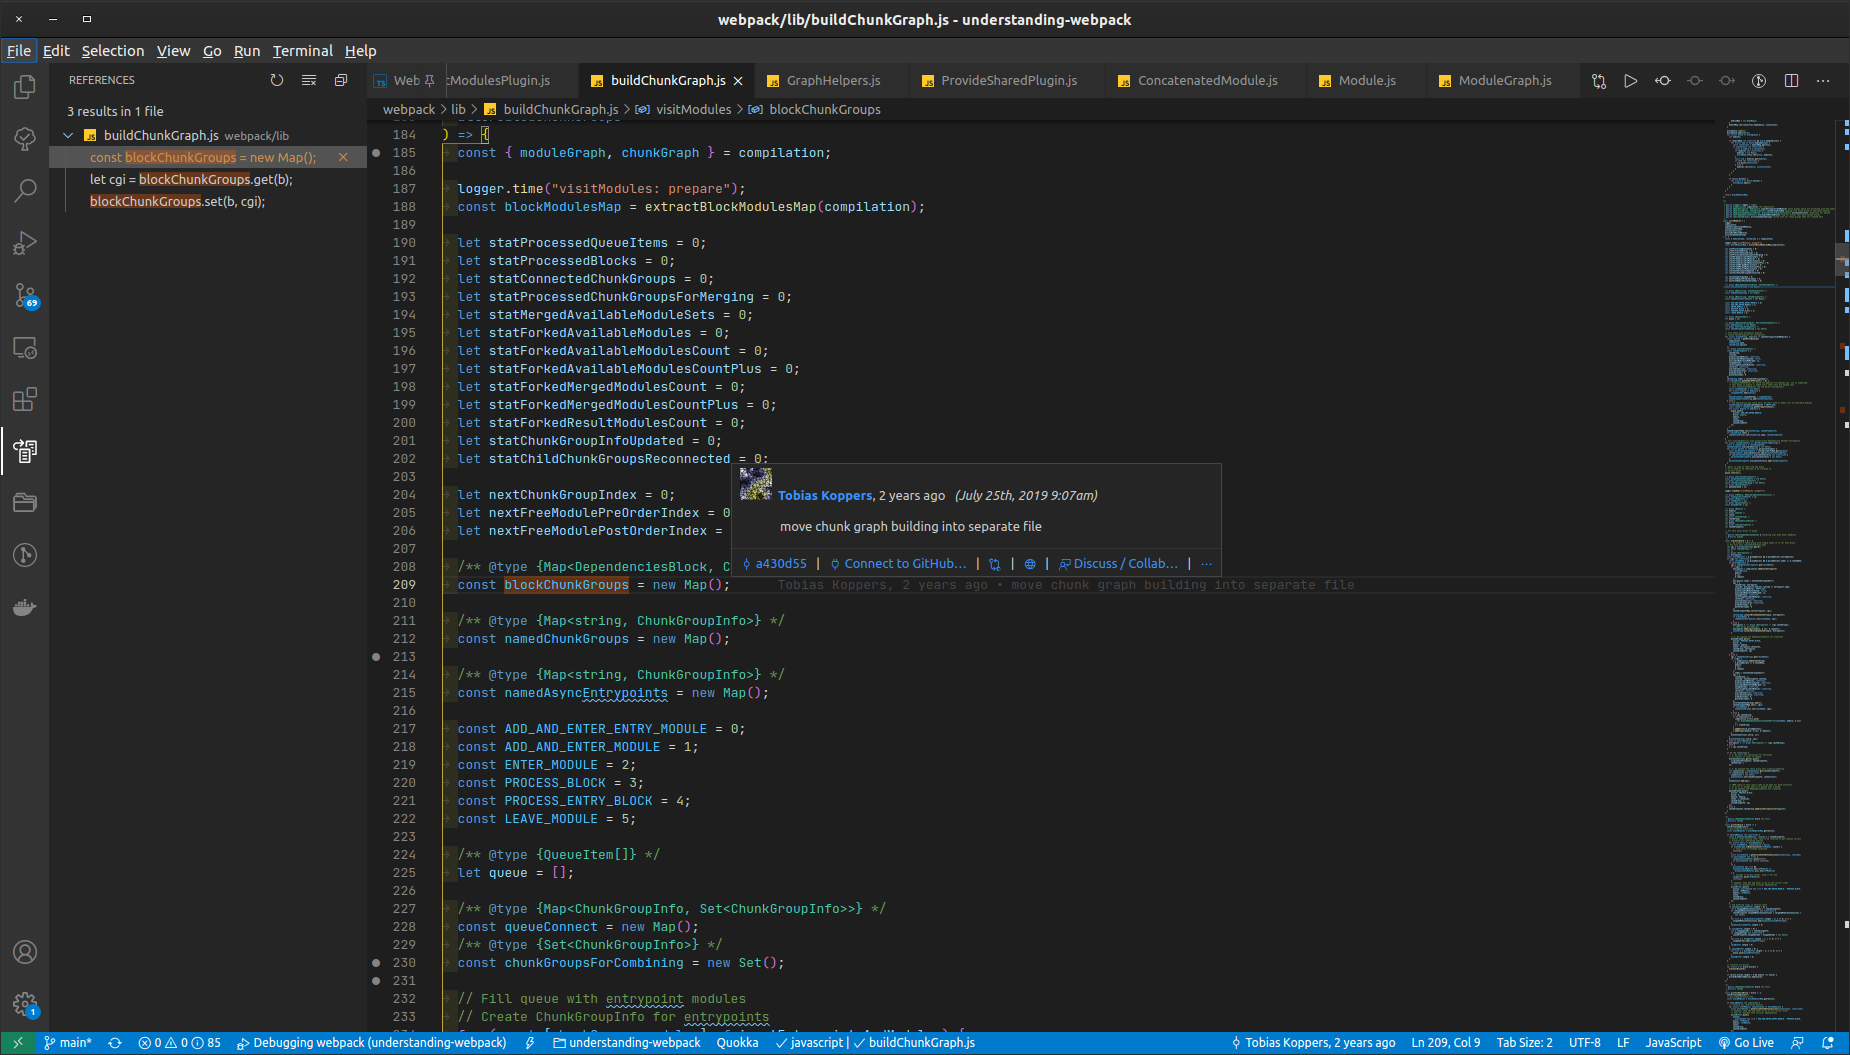 webpack/lib/buildChunkGraph.js - understanding-webpack
File Edit Selection View Go Run Terminal Help
REFERENCES
3 results in 1 file
buildChunkGraph.js webpack/lib
const blockChunkGroups = new Map();
let cgi = blockChunkGroups.get(b);
blockChunkGroups.set(b, cgi);
TS Web tModulesPlugin.js JS buildChunkGraph.js JS GraphHelpers.js JS ProvideSharedPlugin.js JS ConcatenatedModule.js JS Module.js JS ModuleGraph.js
webpack > lib > JS buildChunkGraph.js > visitModules > blockChunkGroups
184 ) => {
185 const { moduleGraph, chunkGraph } = compilation;
186
187 logger.time("visitModules: prepare");
188 const blockModulesMap = extractBlockModulesMap(compilation);
189
190 let statProcessedQueueItems = 0;
191 let statProcessedBlocks = 0;
192 let statConnectedChunkGroups = 0;
193 let statProcessedChunkGroupsForMerging = 0;
194 let statMergedAvailableModuleSets = 0;
195 let statForkedAvailableModules = 0;
196 let statForkedAvailableModulesCount = 0;
197 let statForkedAvailableModulesCountPlus = 0;
198 let statForkedMergedModulesCount = 0;
199 let statForkedMergedModulesCountPlus = 0;
200 let statForkedResultModulesCount = 0;
201 let statChunkGroupInfoUpdated = 0;
202 let statChildChunkGroupsReconnected = 0;
203
204 let nextChunkGroupIndex = 0;
205 let nextFreeModulePreOrderIndex = 0
206 let nextFreeModulePostOrderIndex =
207
208 /** @type {Map<DependenciesBlock, C
209 const blockChunkGroups = new Map(); Tobias Koppers, 2 years ago • move chunk graph building into separate file
210
211 /** @type {Map<string, ChunkGroupInfo>} */
212 const namedChunkGroups = new Map();
213
214 /** @type {Map<string, ChunkGroupInfo>} */
215 const namedAsyncEntrypoints = new Map();
216
217 const ADD_AND_ENTER_ENTRY_MODULE = 0;
218 const ADD_AND_ENTER_MODULE = 1;
219 const ENTER_MODULE = 2;
220 const PROCESS_BLOCK = 3;
221 const PROCESS_ENTRY_BLOCK = 4;
222 const LEAVE_MODULE = 5;
223
224 /** @type {QueueItem[]} */
225 let queue = [];
226
227 /** @type {Map<ChunkGroupInfo, Set<ChunkGroupInfo>>} */
228 const queueConnect = new Map();
229 /** @type {Set<ChunkGroupInfo>} */
230 const chunkGroupsForCombining = new Set();
231
232 // Fill queue with entrypoint modules
233 // Create ChunkGroupInfo for entrypoints
Tobias Koppers, 2 years ago (July 25th, 2019 9:07am)
move chunk graph building into separate file
a430d55 | Connect to GitHub... | | | Discuss / Collab... | ...
69
1
main* 0 0 85 Debugging webpack (understanding-webpack) understanding-webpack Quokka javascript | buildChunkGraph.js Tobias Koppers, 2 years ago Ln 209, Col 9 Tab Size: 2 UTF-8 LF JavaScript Go Live